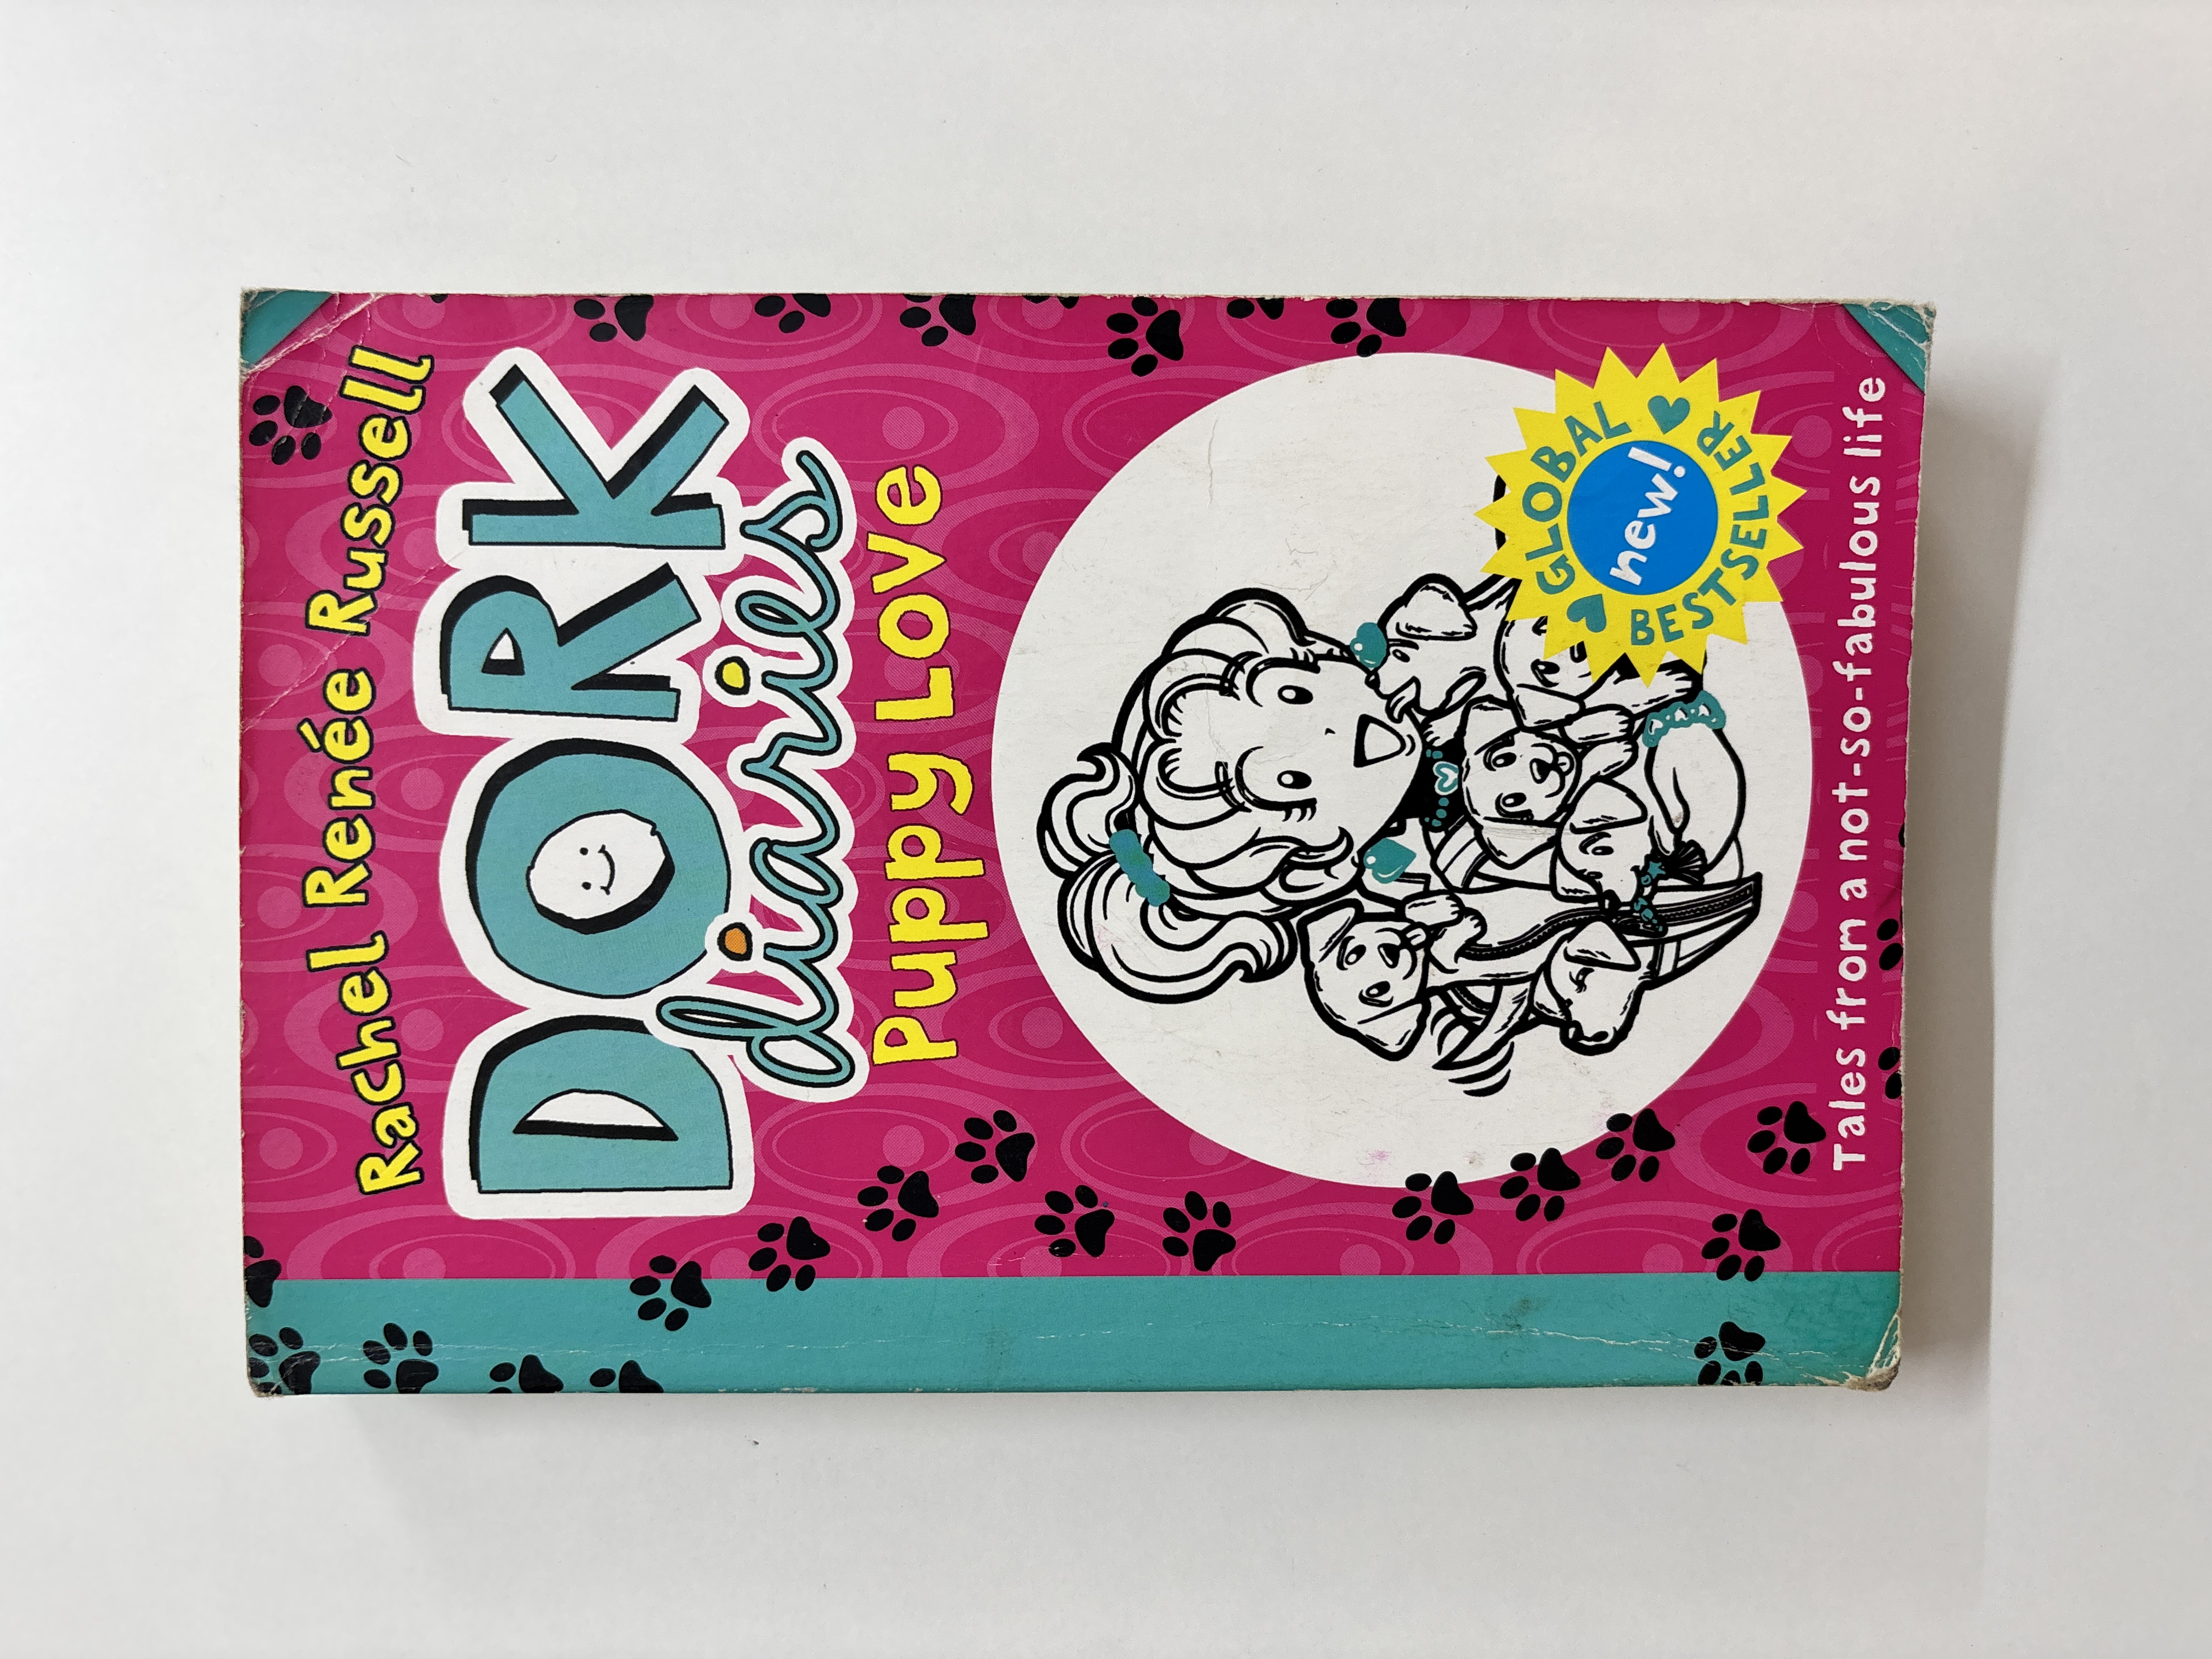 Rachel Renée Russell
DORK
diaries
Puppy Love
GLOBAL
new!
BESTSELLER
Tales from a not-so-fabulous life